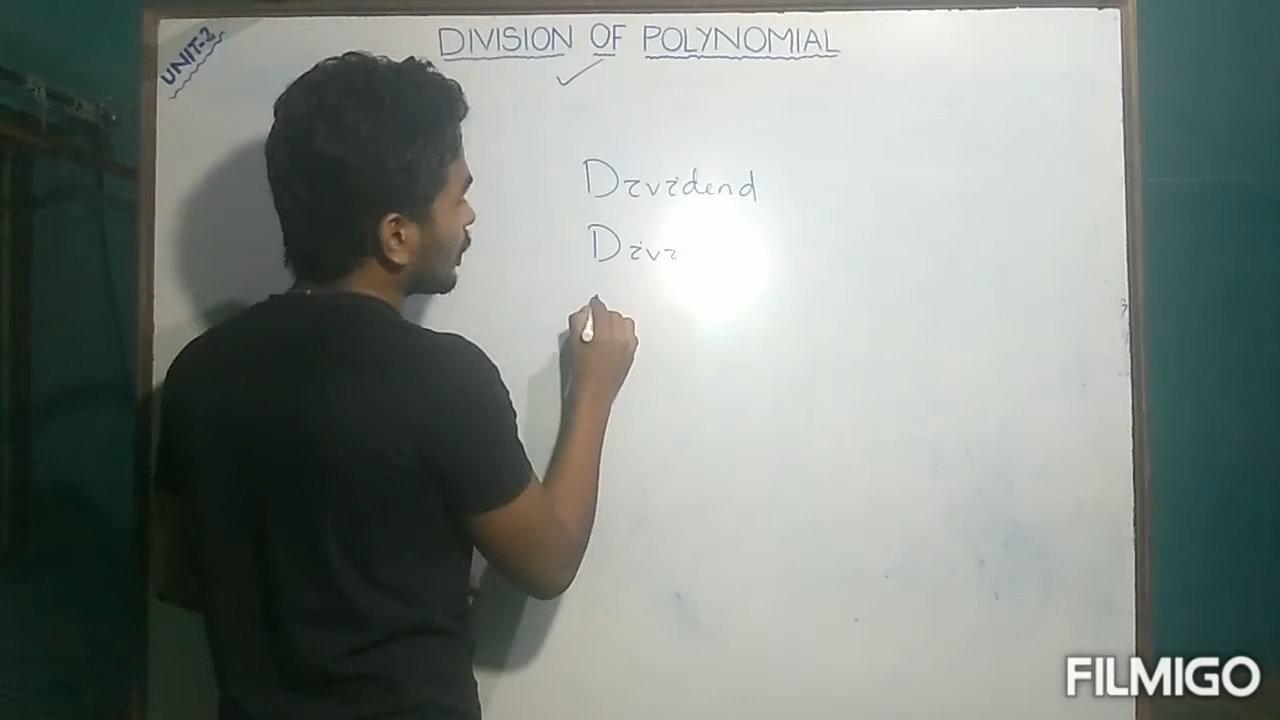 UNIT-2
DIVISION OF POLYNOMIAL
Dividend
Divi
FILMIGO